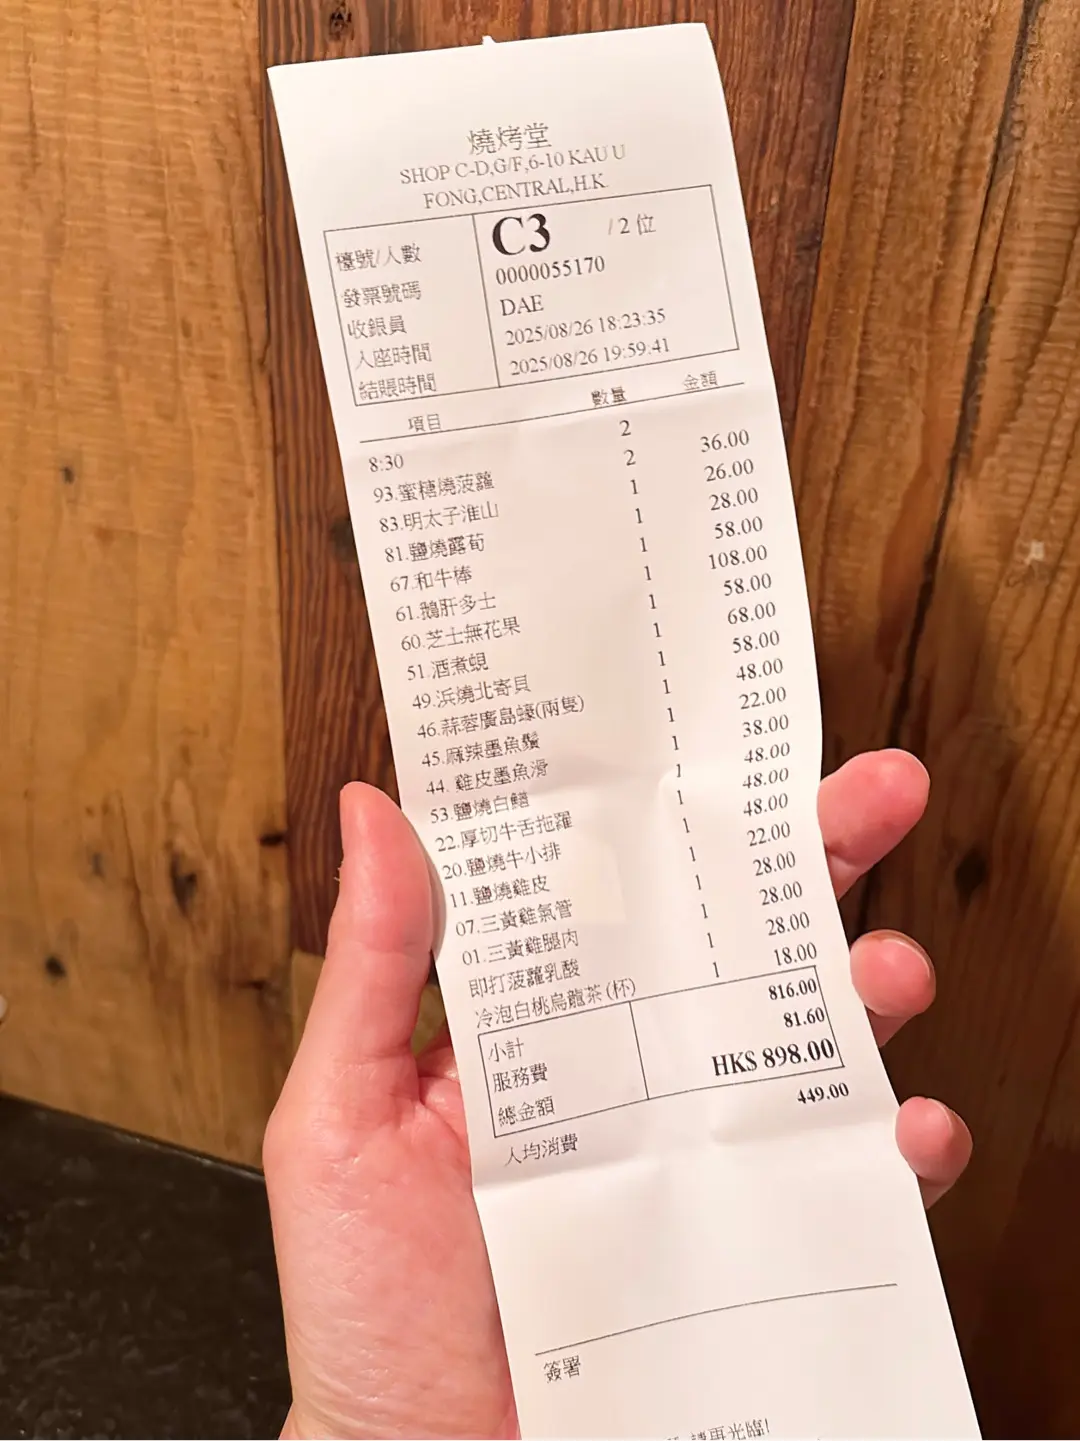 燒烤堂
SHOP C-D,G/F,6-10 KAU U
FONG,CENTRAL,H.K.
檯號/人數 C3 /2 位
發票號碼 0000055170
收銀員 DAE
入座時間 2025/08/26 18:23:35
結賬時間 2025/08/26 19:59:41
項目 數量 金額
8:30 2
93.蜜糖燒菠蘿 2 36.00
83.明太子淮山 1 26.00
81.鹽燒露荀 1 28.00
67.和牛棒 1 58.00
61.鵝肝多士 1 108.00
60.芝士無花果 1 58.00
51.酒煮蜆 1 68.00
49.浜燒北寄貝 1 58.00
46.蒜蓉廣島蠔(兩隻) 1 48.00
45.麻辣墨魚鬚 1 22.00
44. 雞皮墨魚滑 1 38.00
53.鹽燒白鱔 1 48.00
22.厚切牛舌拖羅 1 48.00
20.鹽燒牛小排 1 48.00
11.鹽燒雞皮 1 22.00
07.三黃雞氣管 1 28.00
01.三黃雞腿肉 1 28.00
即打菠蘿乳酸 1 28.00
冷泡白桃烏龍茶 (杯) 1 18.00
小計 816.00
服務費 81.60
總金額 HK$ 898.00
人均消費 449.00
簽署
請再光臨!